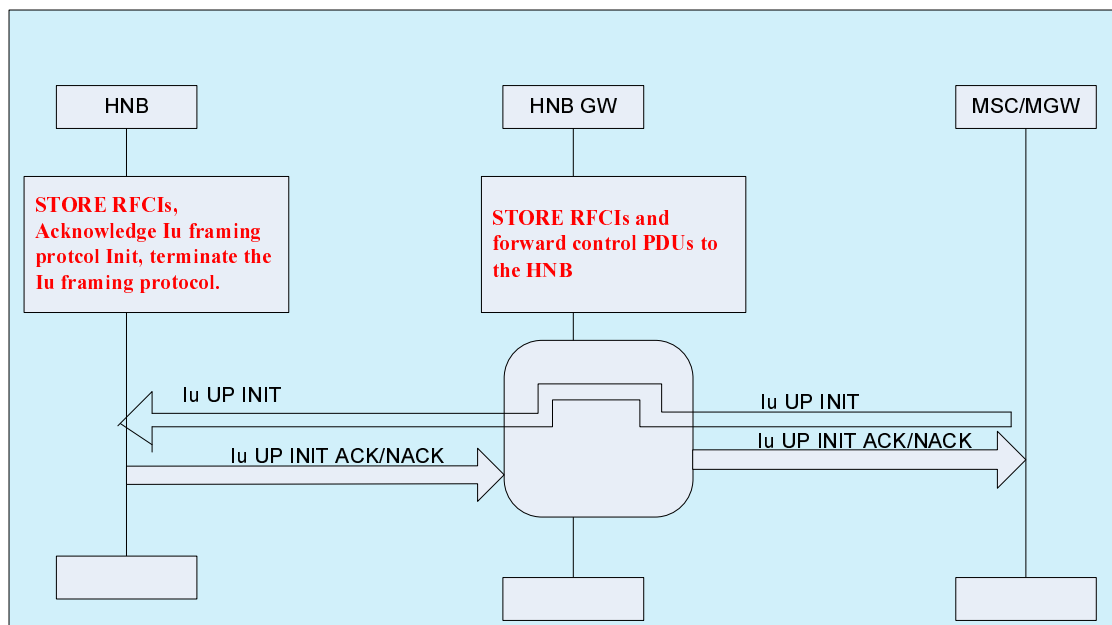 HNB
HNB GW
MSC/MGW
STORE RFCIs,
Acknowledge Iu framing
protcol Init, terminate the
Iu framing protocol.
STORE RFCIs and
forward control PDUs to
the HNB
Iu UP INIT
Iu UP INIT
Iu UP INIT ACK/NACK
Iu UP INIT ACK/NACK